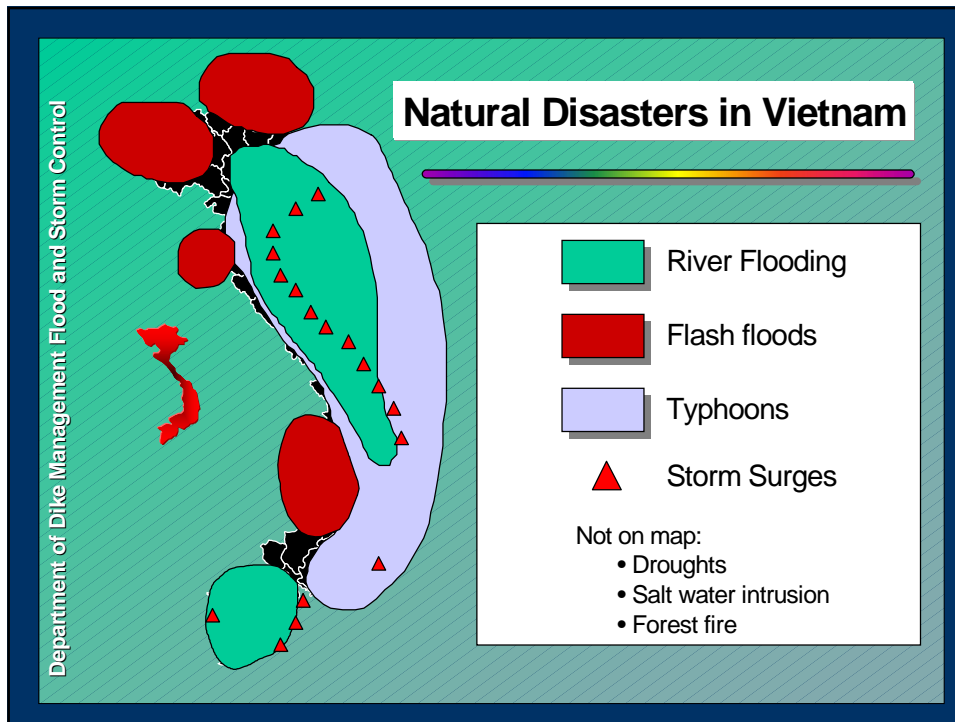 Natural Disasters in Vietnam
Department of Dike Management Flood and Storm Control
River Flooding
Flash floods
Typhoons
Storm Surges
Not on map:
• Droughts
• Salt water intrusion
• Forest fire